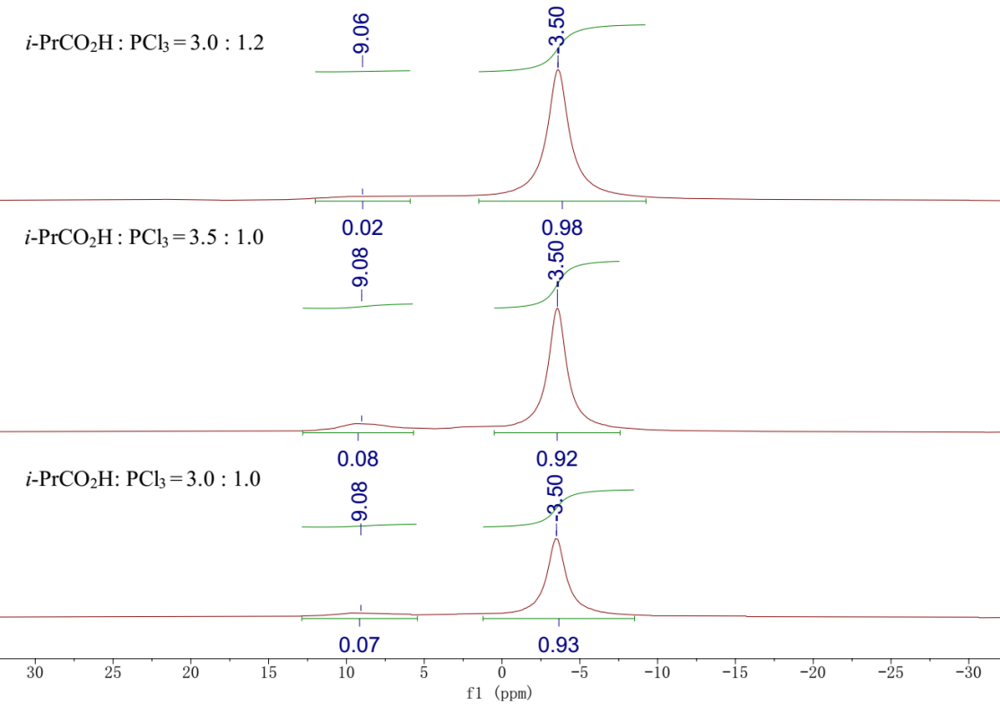 i-PrCO₂H : PCl₃ = 3.0 : 1.2
9.06
-3.50
0.02
0.98
i-PrCO₂H : PCl₃ = 3.5 : 1.0
9.08
-3.50
0.08
0.92
i-PrCO₂H: PCl₃ = 3.0 : 1.0
9.08
-3.50
0.07
0.93
30 25 20 15 10 5 0 -5 -10 -15 -20 -25 -30
f1 (ppm)